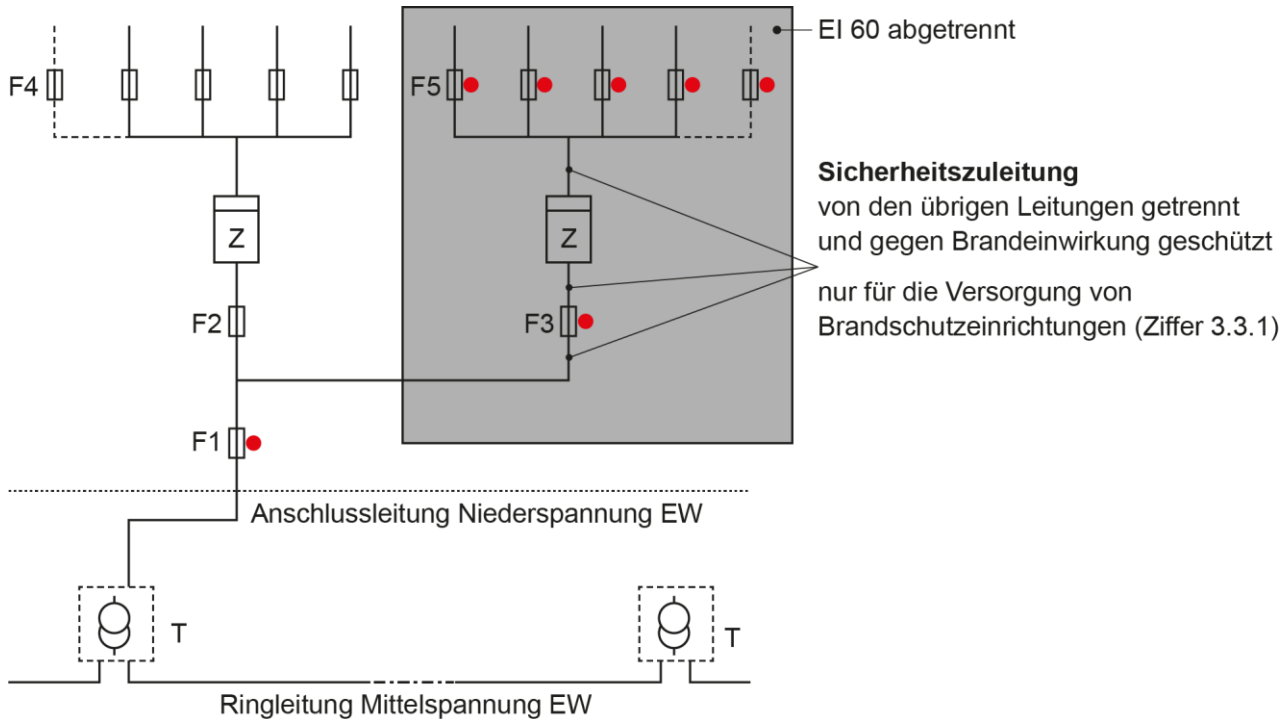 EI 60 abgetrennt
F4
F5
Sicherheitszuleitung
von den übrigen Leitungen getrennt
und gegen Brandeinwirkung geschützt
nur für die Versorgung von
Brandschutzeinrichtungen (Ziffer 3.3.1)
Z
Z
F2
F3
F1
Anschlussleitung Niederspannung EW
T
T
Ringleitung Mittelspannung EW